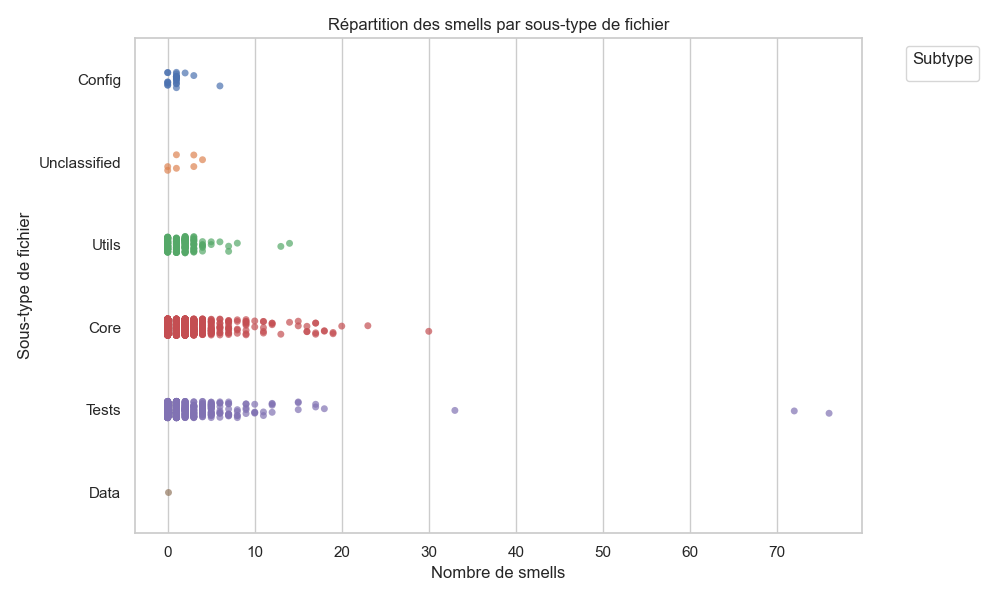 Répartition des smells par sous-type de fichier
Subtype
Sous-type de fichier
Config
Unclassified
Utils
Core
Tests
Data
0 10 20 30 40 50 60 70
Nombre de smells